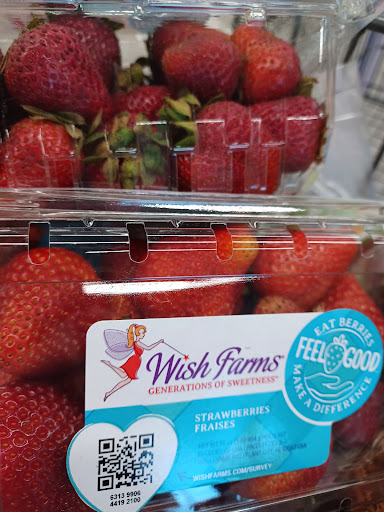 Wish Farms
GENERATIONS OF SWEETNESS
EAT BERRIES
FEEL GOOD
MAKE A DIFFERENCE
STRAWBERRIES
FRAISES
WISHFARMS.COM/SURVEY
6313 9906
4419 2100